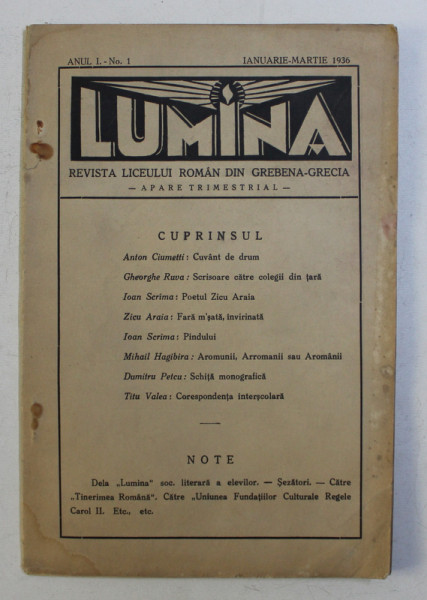 ANUL I. - No. 1 IANUARIE-MARTIE 1936
LUMINA
REVISTA LICEULUI ROMÂN DIN GREBENA-GRECIA
— APARE TRIMESTRIAL —
CUPRINSUL
Anton Ciumetti : Cuvânt de drum
Gheorghe Ruva : Scrisoare către colegii din țară
Ioan Scrima : Poetul Zicu Araia
Zicu Araia : Fară m'șată, invirinată
Ioan Scrima : Pindului
Mihail Hagibira : Aromunii, Arromanii sau Aromânii
Dumitru Petcu : Schiță monografică
Titu Valea : Corespondența interșcolară
NOTE
Dela „Lumina" soc. literară a elevilor. — Șezători. — Către
„Tinerimea Română". Către „Uniunea Fundațiilor Culturale Regele
Carol II. Etc., etc.